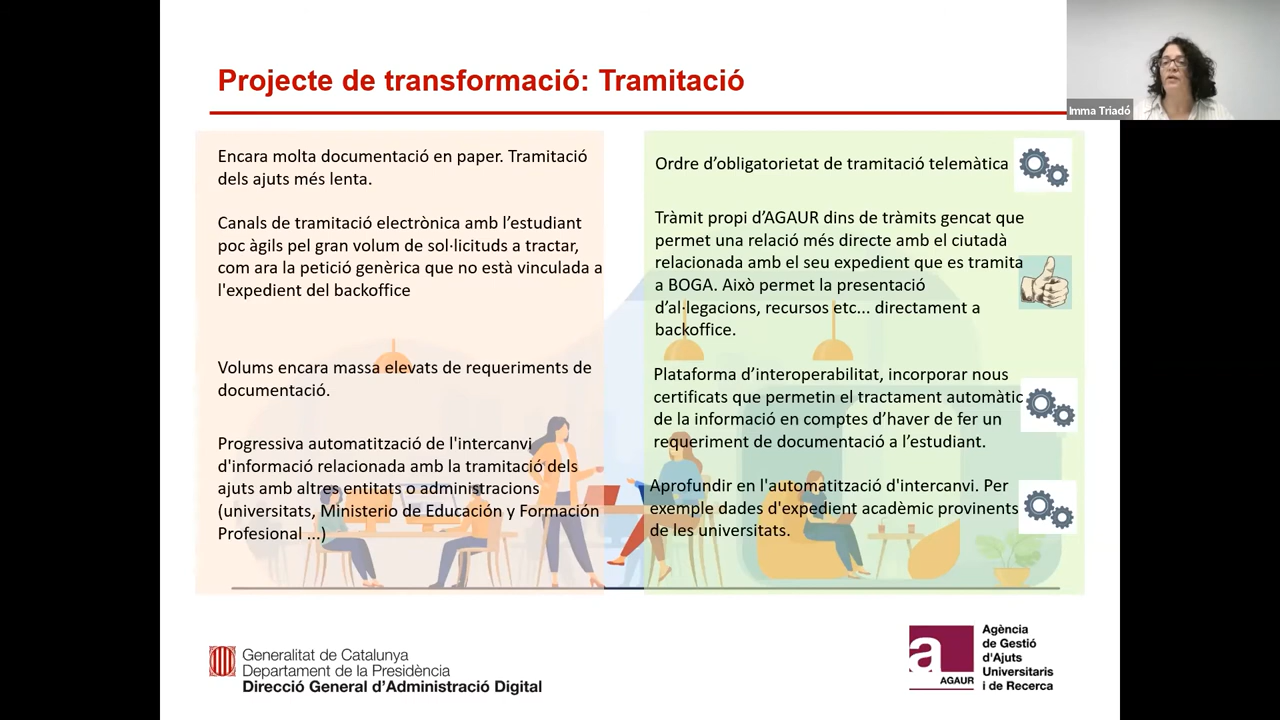 Projecte de transformació: Tramitació
Imma Triadó
Encara molta documentació en paper. Tramitació
dels ajuts més lenta.
Canals de tramitació electrònica amb l’estudiant
poc àgils pel gran volum de sol·licituds a tractar,
com ara la petició genèrica que no està vinculada a
l'expedient del backoffice
Volums encara massa elevats de requeriments de
documentació.
Progressiva automatització de l'intercanvi
d'informació relacionada amb la tramitació dels
ajuts amb altres entitats o administracions
(universitats, Ministerio de Educación y Formación
Profesional ...)
Ordre d’obligatorietat de tramitació telemàtica
Tràmit propi d’AGAUR dins de tràmits gencat que
permet una relació més directe amb el ciutadà
relacionada amb el seu expedient que es tramita
a BOGA. Això permet la presentació
d’al·legacions, recursos etc... directament a
backoffice.
Plataforma d’interoperabilitat, incorporar nous
certificats que permetin el tractament automàtic
de la informació en comptes d’haver de fer un
requeriment de documentació a l’estudiant.
Aprofundir en l'automatització d'intercanvi. Per
exemple dades d'expedient acadèmic provinents
de les universitats.
Generalitat de Catalunya
Departament de la Presidència
Direcció General d’Administració Digital
a
AGAUR
Agència
de Gestió
d'Ajuts
Universitaris
i de Recerca